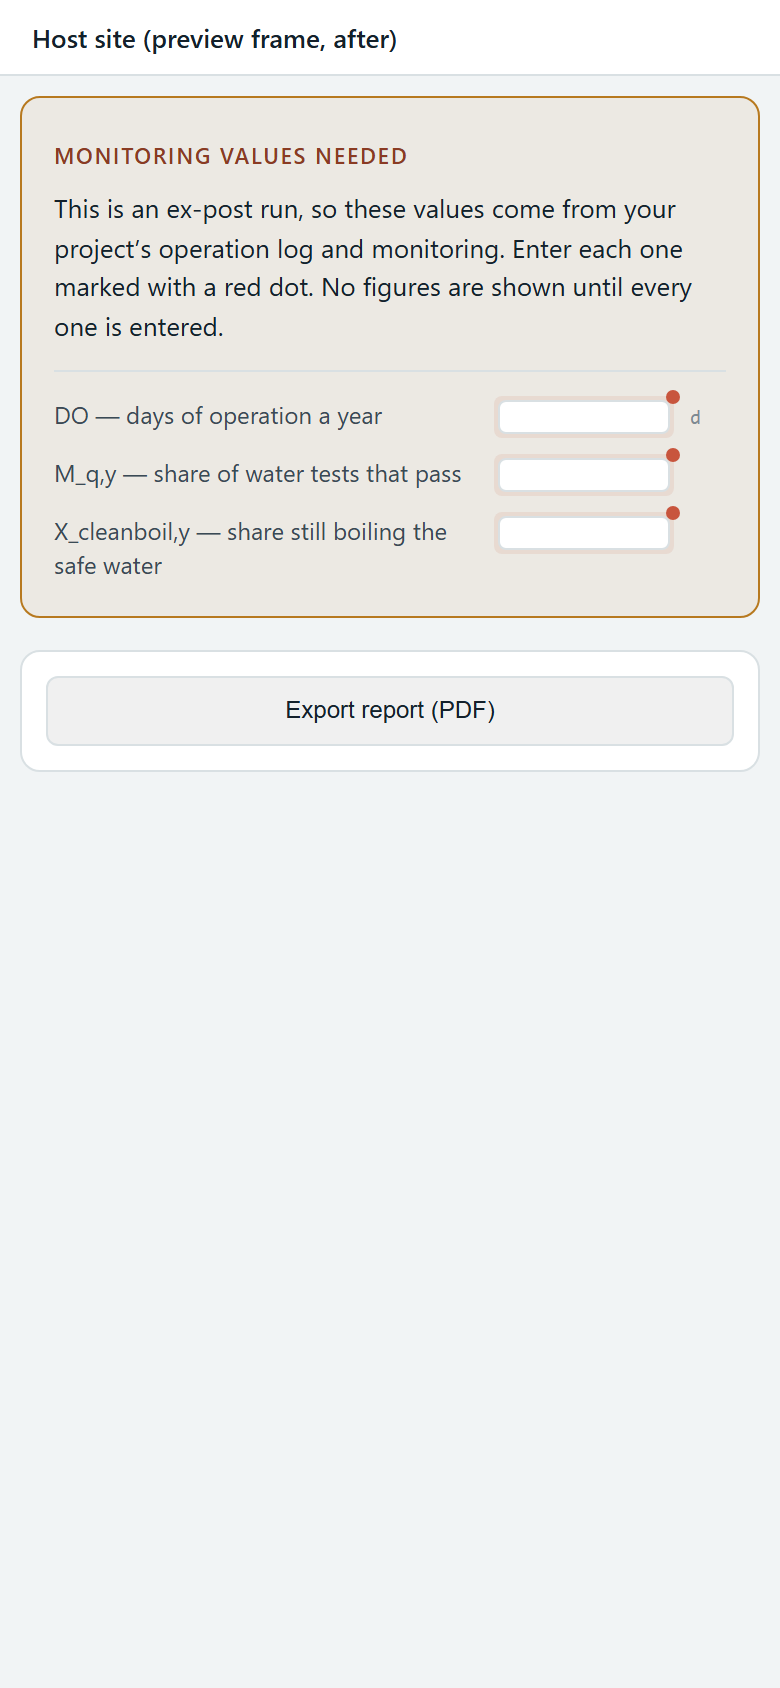 Host site (preview frame, after)
MONITORING VALUES NEEDED
This is an ex-post run, so these values come from your
project’s operation log and monitoring. Enter each one
marked with a red dot. No figures are shown until every
one is entered.
DO — days of operation a year d
M_q,y — share of water tests that pass
X_cleanboil,y — share still boiling the
safe water
Export report (PDF)